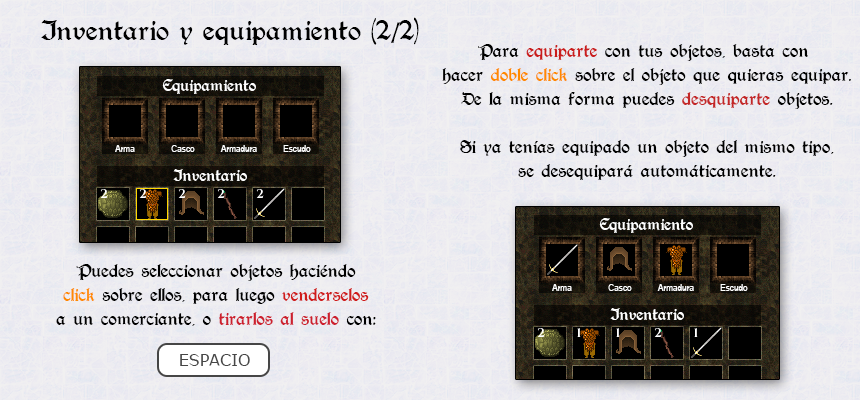 Inventario y equipamiento (2/2)
Equipamiento
Arma Casco Armadura Escudo
Inventario
2 2 2 2 2
Puedes seleccionar objetos haciéndo
click sobre ellos, para luego venderselos
a un comerciante, o tirarlos al suelo con:
ESPACIO
Para equiparte con tus objetos, basta con
hacer doble click sobre el objeto que quieras equipar.
De la misma forma puedes desquiparte objetos.
Si ya tenías equipado un objeto del mismo tipo,
se desequipará automáticamente.
Equipamiento
Arma Casco Armadura Escudo
Inventario
2 1 1 2 1